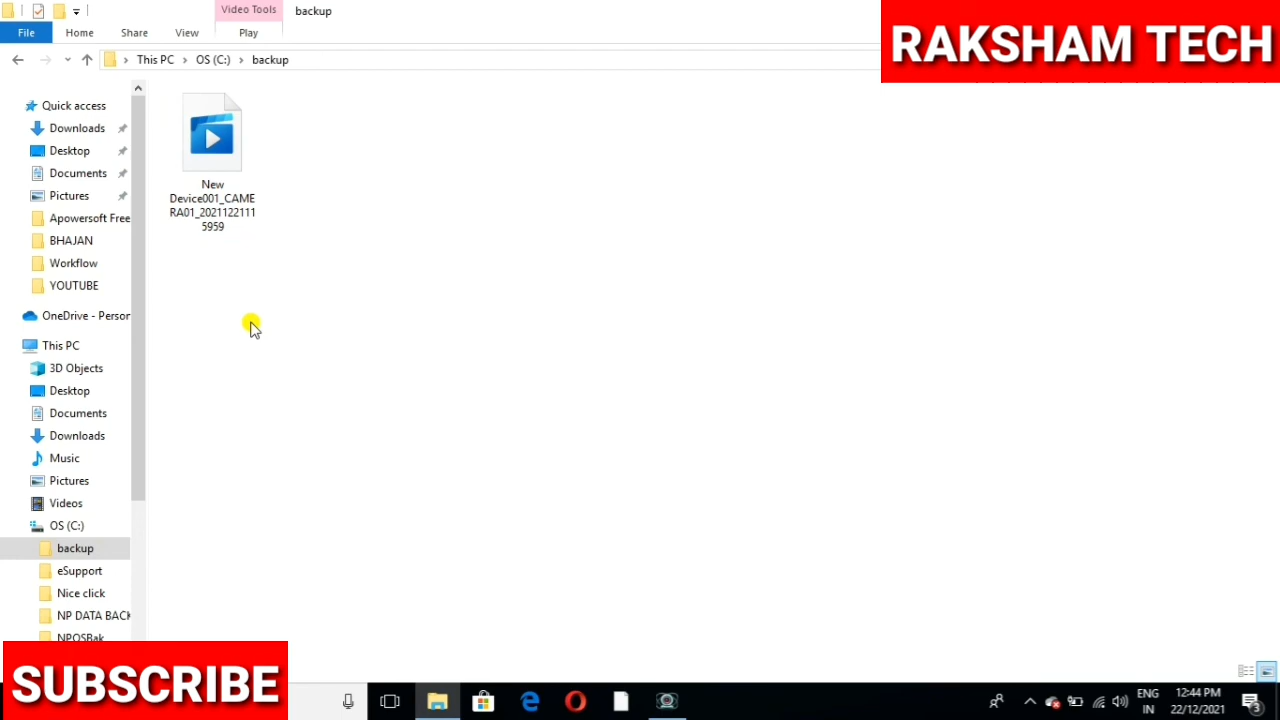 Video Tools
backup
File
Home
Share
View
Play
RAKSHAM TECH
This PC
OS (C:)
backup
Quick access
Downloads
Desktop
Documents
Pictures
Apowersoft Free
BHAJAN
Workflow
YOUTUBE
OneDrive - Person
This PC
3D Objects
Desktop
Documents
Downloads
Music
Pictures
Videos
OS (C:)
backup
eSupport
Nice click
NP DATA BACK
NPOSBak
New
Device001_CAME
RA01_2021122111
5959
SUBSCRIBE
ENG
IN
12:44 PM
22/12/2021
3